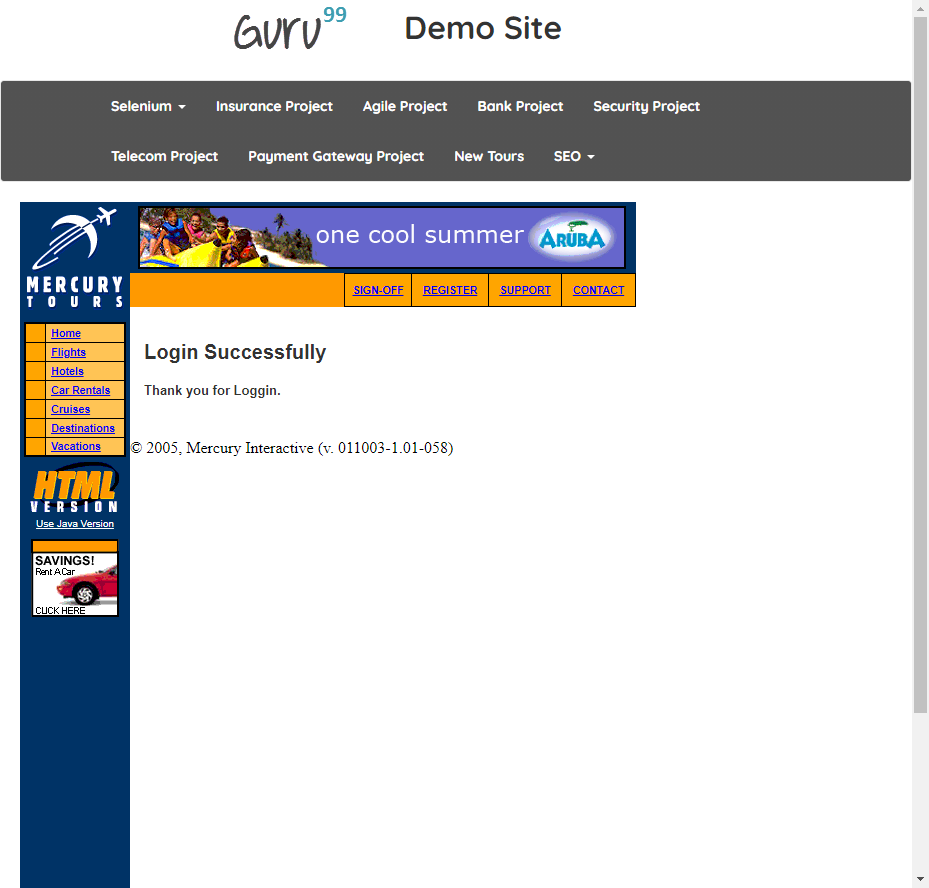 Guru99 Demo Site
Selenium Insurance Project Agile Project Bank Project Security Project
Telecom Project Payment Gateway Project New Tours SEO
MERCURY
TOURS
one cool summer ARUBA
SIGN-OFF REGISTER SUPPORT CONTACT
Home
Flights
Hotels
Car Rentals
Cruises
Destinations
Vacations
HTML
VERSION
Use Java Version
SAVINGS!
Rent A Car
CLICK HERE
Login Successfully
Thank you for Loggin.
© 2005, Mercury Interactive (v. 011003-1.01-058)